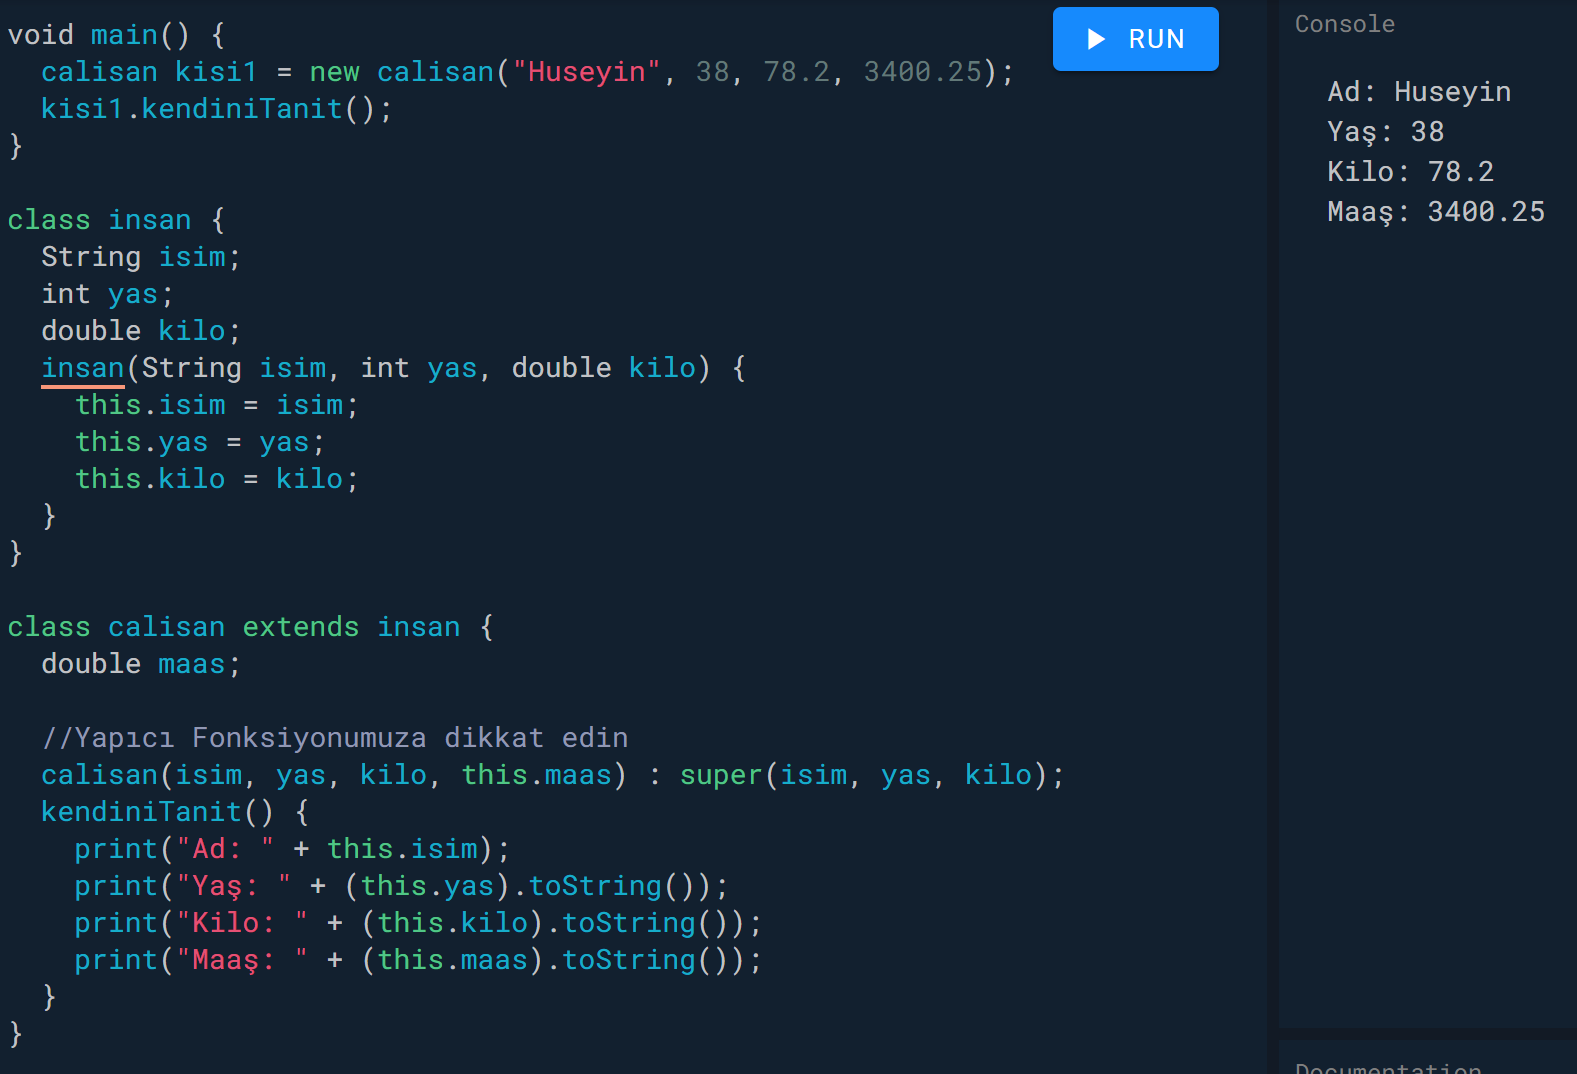 void main() {
  calisan kisi1 = new calisan("Huseyin", 38, 78.2, 3400.25);
  kisi1.kendiniTanit();
}

class insan {
  String isim;
  int yas;
  double kilo;
  insan(String isim, int yas, double kilo) {
    this.isim = isim;
    this.yas = yas;
    this.kilo = kilo;
  }
}

class calisan extends insan {
  double maas;

  //Yapıcı Fonksiyonumuza dikkat edin
  calisan(isim, yas, kilo, this.maas) : super(isim, yas, kilo);
  kendiniTanit() {
    print("Ad: " + this.isim);
    print("Yaş: " + (this.yas).toString());
    print("Kilo: " + (this.kilo).toString());
    print("Maaş: " + (this.maas).toString());
  }
}
RUN
Console
Ad: Huseyin
Yaş: 38
Kilo: 78.2
Maaş: 3400.25
Documentation